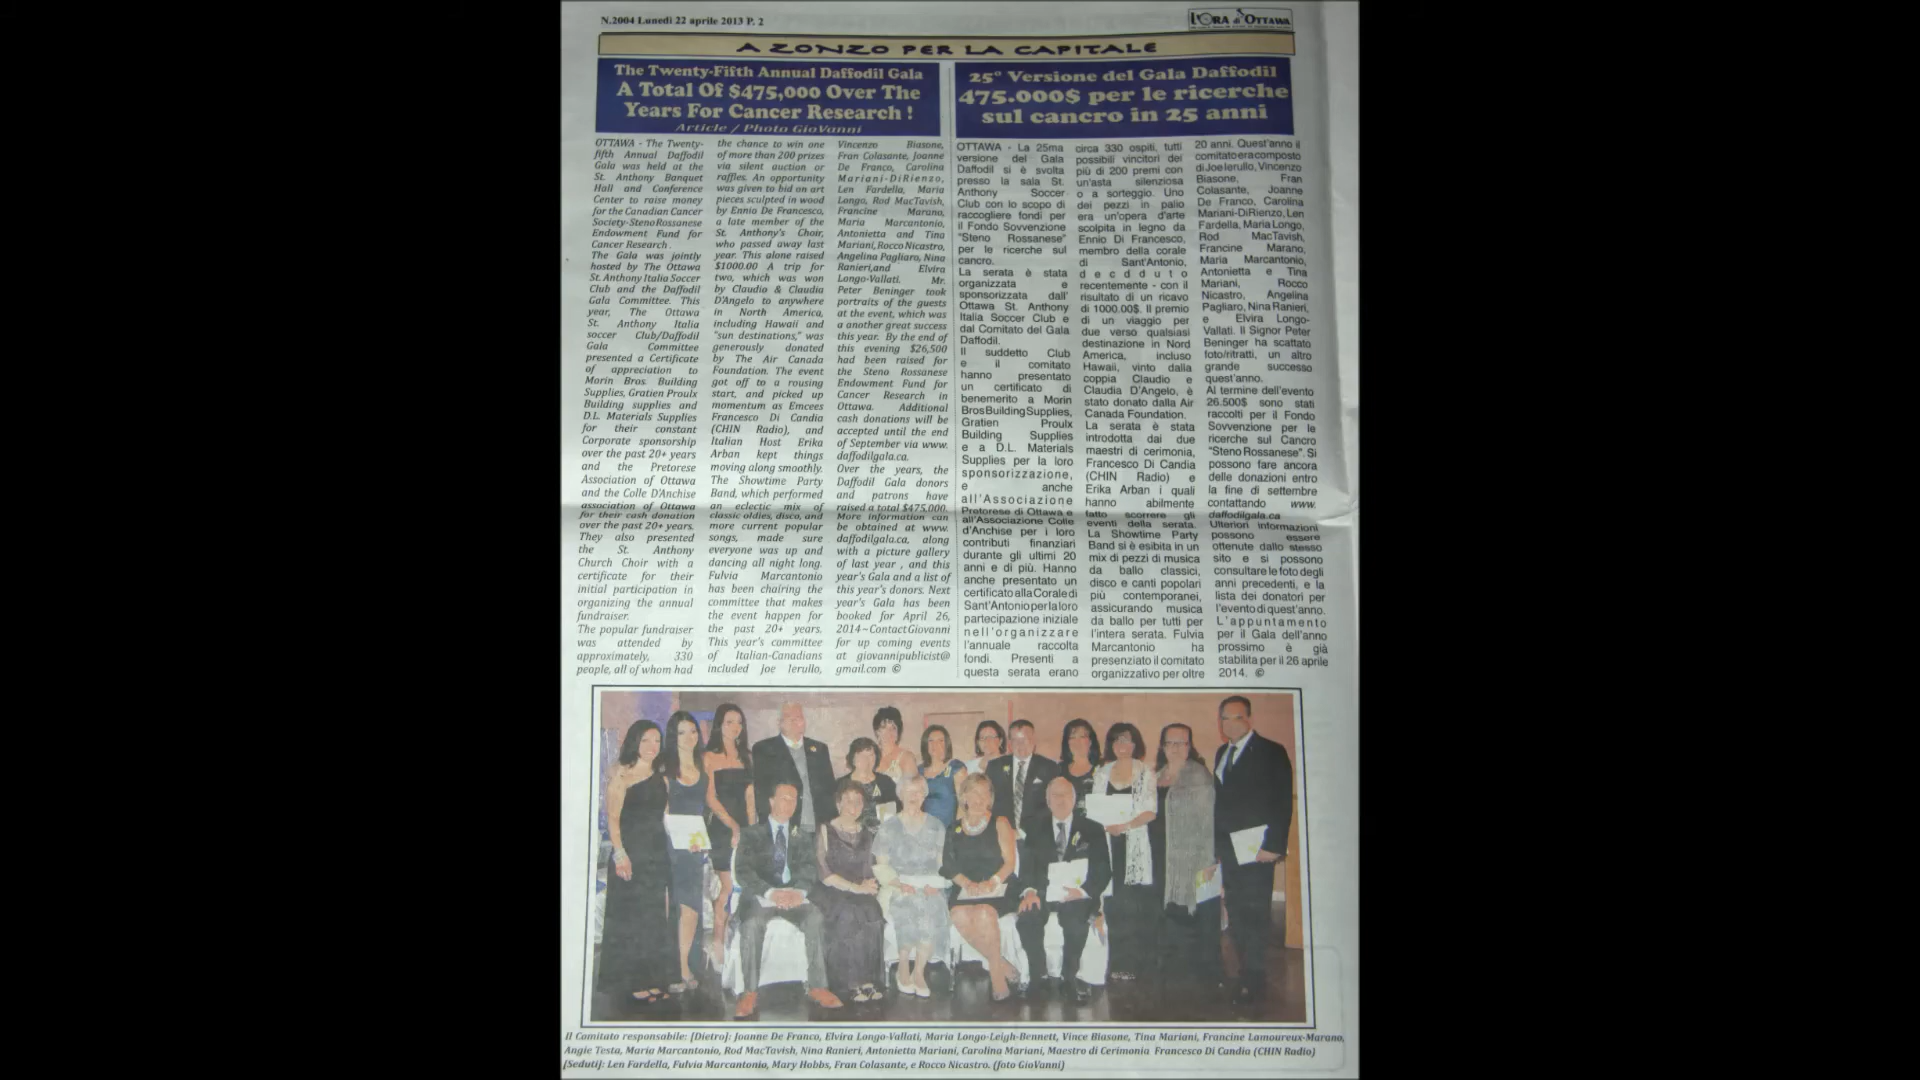 N.2004 Lunedi 22 aprile 2013 P. 2
L'ORA di OTTAWA
A ZONZO PER LA CAPITALE
The Twenty-Fifth Annual Daffodil Gala
A Total Of $475,000 Over The
Years For Cancer Research !
Article / Photo GioVanni
OTTAWA - The Twenty-
fifth Annual Daffodil
Gala was held at the
St. Anthony Banquet
Hall and Conference
Center to raise money
for the Canadian Cancer
Society-Steno Rossanese
Endowment Fund for
Cancer Research .
The Gala was jointly
hosted by The Ottawa
St. Anthony Italia Soccer
Club and the Daffodil
Gala Committee. This
year, The Ottawa
St. Anthony Italia
soccer Club/Daffodil
Gala Committee
presented a Certificate
of appreciation to
Morin Bros. Building
Supplies, Gratien Proulx
Building supplies and
D.L. Materials Supplies
for their constant
Corporate sponsorship
over the past 20+ years
and the Pretorese
Association of Ottawa
and the Colle D'Anchise
association of Ottawa
for their cash donation
over the past 20+ years.
They also presented
the St. Anthony
Church Choir with a
certificate for their
initial participation in
organizing the annual
fundraiser.
The popular fundraiser
was attended by
approximately, 330
people, all of whom had
the chance to win one
of more than 200 prizes
via silent auction or
raffles. An opportunity
was given to bid on art
pieces sculpted in wood
by Ennio De Francesco,
a late member of the
St. Anthony's Choir,
who passed away last
year. This alone raised
$1000.00 A trip for
two, which was won
by Claudio & Claudia
D'Angelo to anywhere
in North America,
including Hawaii and
"sun destinations," was
generously donated
by The Air Canada
Foundation. The event
got off to a rousing
start, and picked up
momentum as Emcees
Francesco Di Candia
(CHIN Radio), and
Italian Host Erika
Arban kept things
moving along smoothly.
The Showtime Party
Band, which performed
an eclectic mix of
classic oldies, disco, and
more current popular
songs, made sure
everyone was up and
dancing all night long.
Fulvia Marcantonio
has been chairing the
committee that makes
the event happen for
the past 20+ years.
This year's committee
of Italian-Canadians
included Joe Ierullo,
Vincenzo Biasone,
Fran Colasante, Joanne
De Franco, Carolina
Mariani-DiRienzo,
Len Fardella, Maria
Longo, Rod MacTavish,
Francine Marano,
Maria Marcantonio,
Antonietta and Tina
Mariani, Rocco Nicastro,
Angelina Pagliaro, Nina
Ranieri,and Elvira
Longo-Vallati. Mr.
Peter Beninger took
portraits of the guests
at the event, which was
a another great success
this year. By the end of
this evening $26,500
had been raised for
the Steno Rossanese
Endowment Fund for
Cancer Research in
Ottawa. Additional
cash donations will be
accepted until the end
of September via www.
daffodilgala.ca.
Over the years, the
Daffodil Gala donors
and patrons have
raised a total $475,000.
More information can
be obtained at www.
daffodilgala.ca, along
with a picture gallery
of last year , and this
year's Gala and a list of
this year's donors. Next
year's Gala has been
booked for April 26,
2014~ Contact Giovanni
for up coming events
at giovannipublicist@
gmail.com ©
25° Versione del Gala Daffodil
475.000$ per le ricerche
sul cancro in 25 anni
OTTAWA - La 25ma
versione del Gala
Daffodil si è svolta
presso la sala St.
Anthony Soccer
Club con lo scopo di
raccogliere fondi per
il Fondo Sovvenzione
"Steno Rossanese"
per le ricerche sul
cancro.
La serata è stata
organizzata e
sponsorizzata dall'
Ottawa St. Anthony
Italia Soccer Club e
dal Comitato del Gala
Daffodil.
Il suddetto Club
e il comitato
hanno presentato
un certificato di
benemerito a Morin
Bros Building Supplies,
Gratien Proulx
Building Supplies
e a D.L. Materials
Supplies per la loro
sponsorizzazione,
e anche
all'Associazione
Pretorese di Ottawa e
all'Associazione Colle
d'Anchise per i loro
contributi finanziari
durante gli ultimi 20
anni e di più. Hanno
anche presentato un
certificato alla Corale di
Sant'Antonio per la loro
partecipazione iniziale
nell'organizzare
l'annuale raccolta
fondi. Presenti a
questa serata erano
circa 330 ospili, tutti
possibili vincitori dei
più di 200 premi con
un'asta silenziosa
o a sorteggio. Uno
dei pezzi in palio
era un'opera d'arte
scolpita in legno da
Ennio Di Francesco,
membro della corale
di Sant'Antonio,
decdduto
recentemente - con il
risultato di un ricavo
di 1000.00$. Il premio
di un viaggio per
due verso qualsiasi
destinazione in Nord
America, incluso
Hawaii, vinto dalla
coppia Claudio e
Claudia D'Angelo, è
stato donato dalla Air
Canada Foundation.
La serata è stata
introdotta dai due
maestri di cerimonia,
Francesco Di Candia
(CHIN Radio) e
Erika Arban i quali
hanno abilmente
fatto scorrere gli
eventi della serata.
La Showtime Party
Band si è esibita in un
mix di pezzi di musica
da ballo classici,
disco e canti popolari
più contemporanei,
assicurando musica
da ballo per tutti per
l'intera serata. Fulvia
Marcantonio ha
presenziato il comitato
organizzativo per oltre
20 anni. Quest'anno il
comitato era composto
di Joe Ierullo, Vincenzo
Biasone, Fran
Colasante, Joanne
De Franco, Carolina
Mariani-DiRienzo, Len
Fardella, Maria Longo,
Rod MacTavish,
Francine Marano,
Maria Marcantonio,
Antonietta e Tina
Mariani, Rocco
Nicastro, Angelina
Pagliaro, Nina Ranieri,
e Elvira Longo-
Vallati. Il Signor Peter
Beninger ha scattato
foto/ritratti, un altro
grande successo
quest'anno.
Al termine dell'evento
26.500$ sono stati
raccolti per il Fondo
Sovvenzione per le
ricerche sul Cancro
"Steno Rossanese". Si
possono fare ancora
delle donazioni entro
la fine di settembre
contattando www.
daffodilgala.ca
Ulteriori informazioni
possono essere
ottenute dallo stesso
sito e si possono
consultare le foto degli
anni precedenti, e la
lista dei donatori per
l'evento di quest'anno.
L'appuntamento
per il Gala dell'anno
prossimo è già
stabilita per il 26 aprile
2014. ©
Il Comitato responsabile: [Dietro]: Joanne De Franco, Elvira Longo-Vallati, Maria Longo-Leigh-Bennett, Vince Biasone, Tina Mariani, Francine Lamoureux-Marano,
Angie Testa, Maria Marcantonio, Rod MacTavish, Nina Ranieri, Antonietta Mariani, Carolina Mariani, Maestro di Cerimonia Francesco Di Candia (CHIN Radio)
[Seduti]: Len Fardella, Fulvia Marcantonio, Mary Hobbs, Fran Colasante, e Rocco Nicastro. (foto GioVanni)